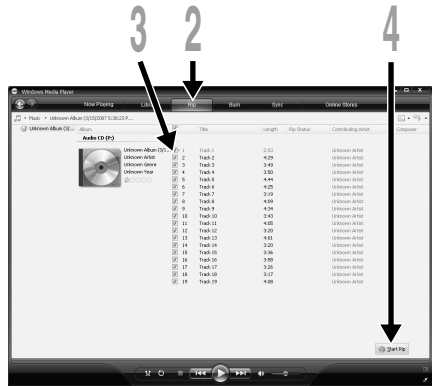 3 2 4
Windows Media Player
Now Playing Library Rip Burn Sync Online Stores
Music • Unknown Album (3/15/2007 5:30:23 P...
Unknown Album (3/... Album Title Length Rip Status Contributing Artist Composer
Audio CD (P:)
Unknown Album (3/1... 1 Track 1 2:53 Unknown Artist
Unknown Artist 2 Track 2 4:29 Unknown Artist
Unknown Genre 3 Track 3 3:49 Unknown Artist
Unknown Year 4 Track 4 3:50 Unknown Artist
5 Track 5 4:44 Unknown Artist
6 Track 6 4:25 Unknown Artist
7 Track 7 3:19 Unknown Artist
8 Track 8 4:09 Unknown Artist
9 Track 9 4:34 Unknown Artist
10 Track 10 3:43 Unknown Artist
11 Track 11 4:05 Unknown Artist
12 Track 12 3:20 Unknown Artist
13 Track 13 4:01 Unknown Artist
14 Track 14 3:20 Unknown Artist
15 Track 15 3:36 Unknown Artist
16 Track 16 3:58 Unknown Artist
17 Track 17 3:26 Unknown Artist
18 Track 18 3:17 Unknown Artist
19 Track 19 4:08 Unknown Artist
Start Rip